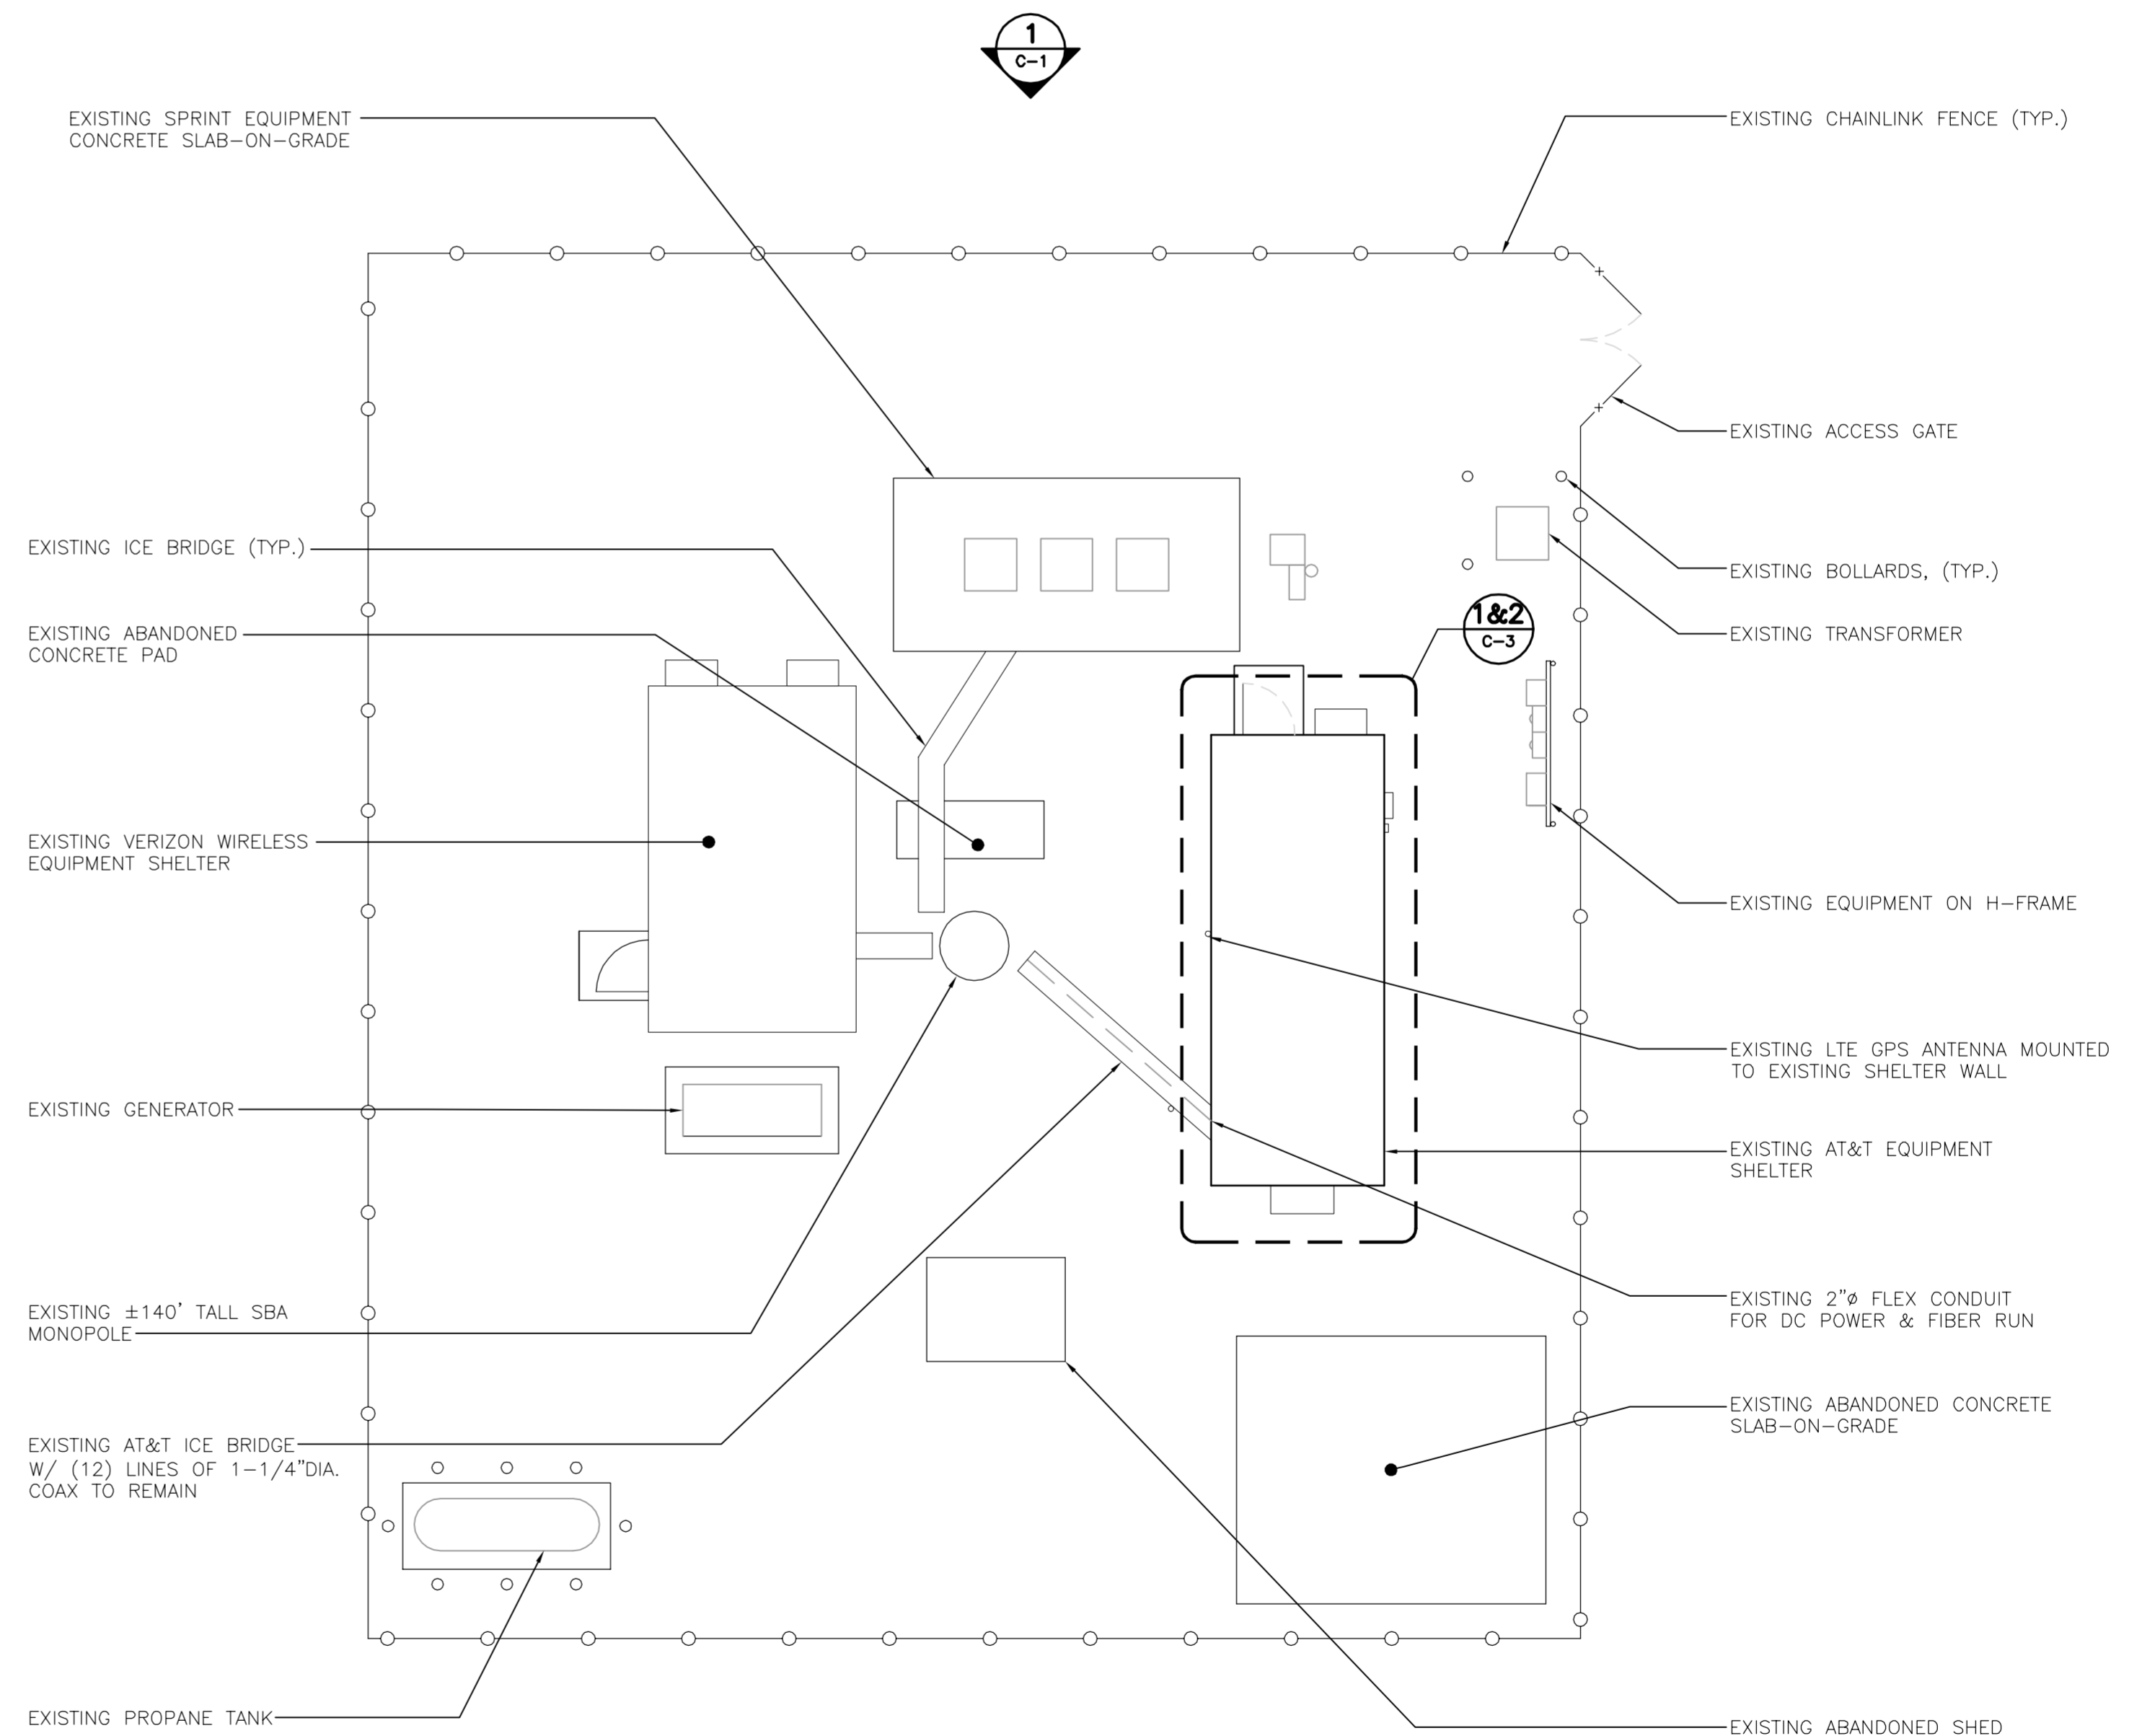 1
C-1
EXISTING SPRINT EQUIPMENT
CONCRETE SLAB-ON-GRADE
EXISTING CHAINLINK FENCE (TYP.)
EXISTING ACCESS GATE
EXISTING ICE BRIDGE (TYP.)
EXISTING BOLLARDS, (TYP.)
1&2
C-3
EXISTING ABANDONED
CONCRETE PAD
EXISTING TRANSFORMER
EXISTING VERIZON WIRELESS
EQUIPMENT SHELTER
EXISTING EQUIPMENT ON H-FRAME
EXISTING LTE GPS ANTENNA MOUNTED
TO EXISTING SHELTER WALL
EXISTING GENERATOR
EXISTING AT&T EQUIPMENT
SHELTER
EXISTING ±140' TALL SBA
MONOPOLE
EXISTING 2"ø FLEX CONDUIT
FOR DC POWER & FIBER RUN
EXISTING AT&T ICE BRIDGE
W/ (12) LINES OF 1-1/4"DIA.
COAX TO REMAIN
EXISTING ABANDONED CONCRETE
SLAB-ON-GRADE
EXISTING PROPANE TANK
EXISTING ABANDONED SHED